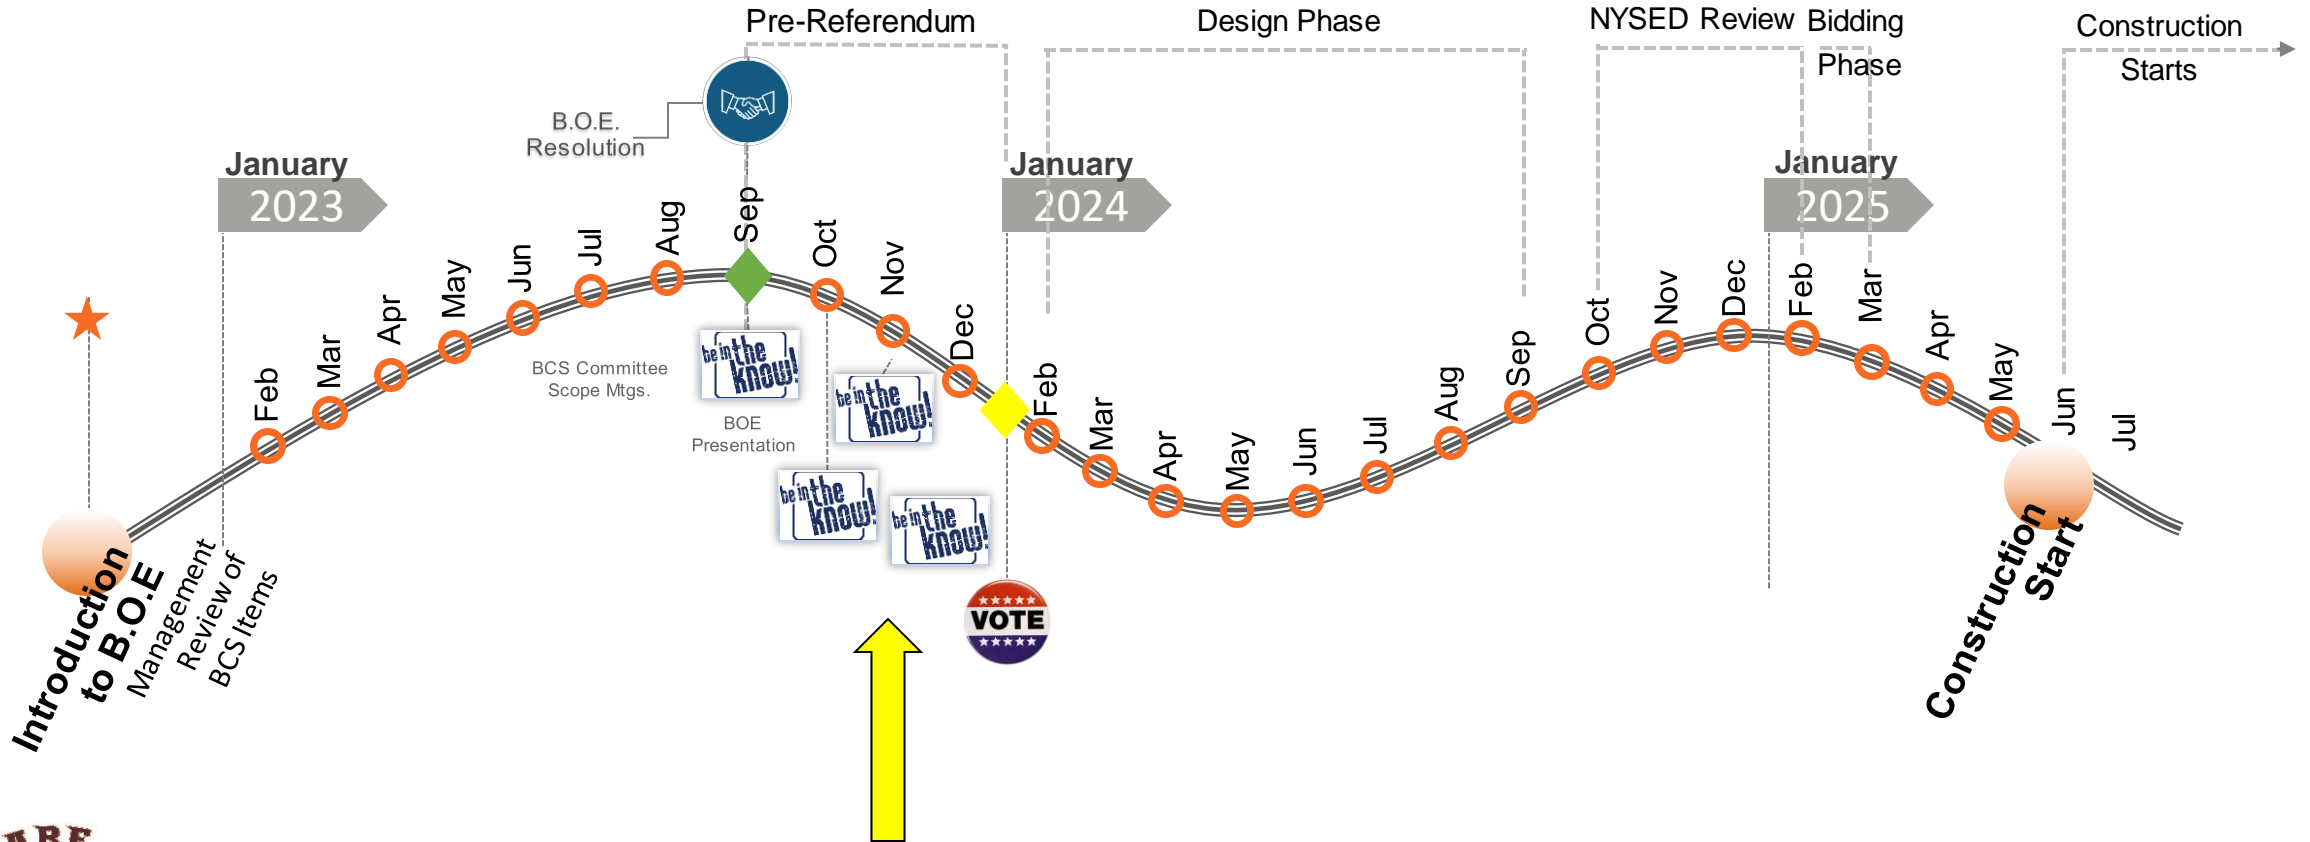 Pre-Referendum
Design Phase
NYSED Review
Bidding
Phase
Construction
Starts
B.O.E.
Resolution
January
2023
January
2024
January
2025
Feb
Mar
Apr
May
Jun
Jul
Aug
Sep
Oct
Nov
Dec
Feb
Mar
Apr
May
Jun
Jul
Aug
Sep
Oct
Nov
Dec
Feb
Mar
Apr
May
Jun
Jul
BCS Committee
Scope Mtgs.
be in the
know!
BOE
Presentation
be in the
know!
be in the
know!
be in the
know!
VOTE
Introduction
to B.O.E
Management
Review of
BCS Items
Construction
Start